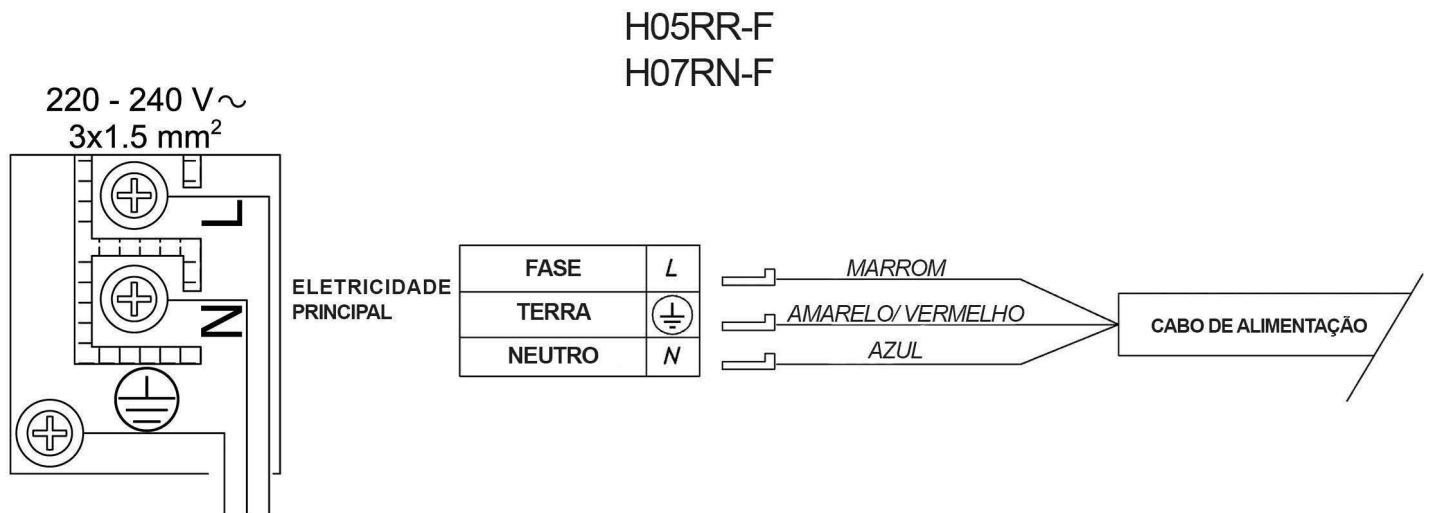 H05RR-F
H07RN-F
220 - 240 V~
3x1.5 mm²
L
N
ELETRICIDADE
PRINCIPAL
FASE L
TERRA
NEUTRO N
MARROM
AMARELO/ VERMELHO
AZUL
CABO DE ALIMENTAÇÃO